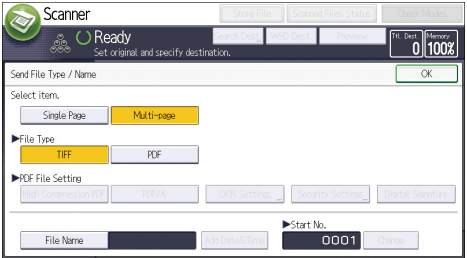 Scanner
Store File Scanned Files Status Check Modes
Ready
Search Dest. WSD Dest. Preview
Ttl. Dest. Memory
Set original and specify destination.
0 100%
Send File Type / Name OK
Select item.
Single Page Multi-page
▶File Type
TIFF PDF
▶PDF File Setting
High Compression PDF PDF/A OCR Settings Security Settings Digital Signature
▶Start No.
File Name Add Date&Time 0001 Change